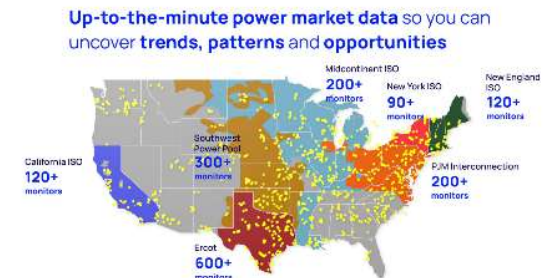 Up-to-the-minute power market data so you can
uncover trends, patterns and opportunities
Midcontinent ISO
200+
monitors
New York ISO
90+
monitors
New England
ISO
120+
monitors
Southwest
Power Pool
300+
monitors
California ISO
120+
monitors
PJM Interconnection
200+
monitors
Ercot
600+
monitors